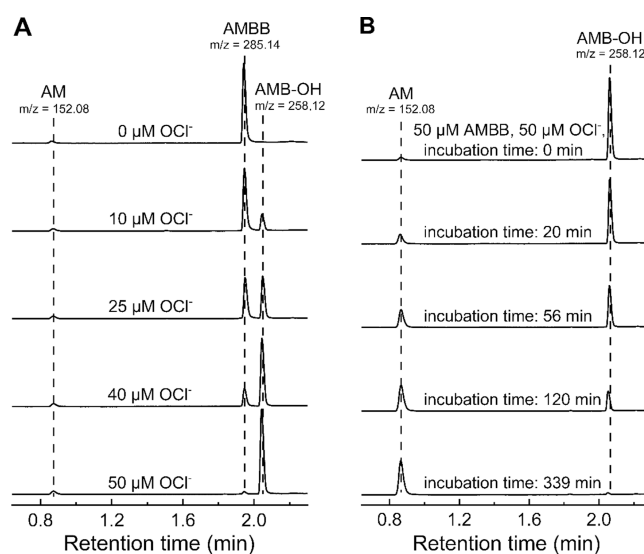 A
AMBB
m/z = 285.14
AM
m/z = 152.08
AMB-OH
m/z = 258.12
0 µM OCl⁻
10 µM OCl⁻
25 µM OCl⁻
40 µM OCl⁻
50 µM OCl⁻
0.8 1.2 1.6 2.0
Retention time (min)
B
AMB-OH
m/z = 258.12
AM
m/z = 152.08
50 µM AMBB, 50 µM OCl⁻,
incubation time: 0 min
incubation time: 20 min
incubation time: 56 min
incubation time: 120 min
incubation time: 339 min
0.8 1.2 1.6 2.0
Retention time (min)